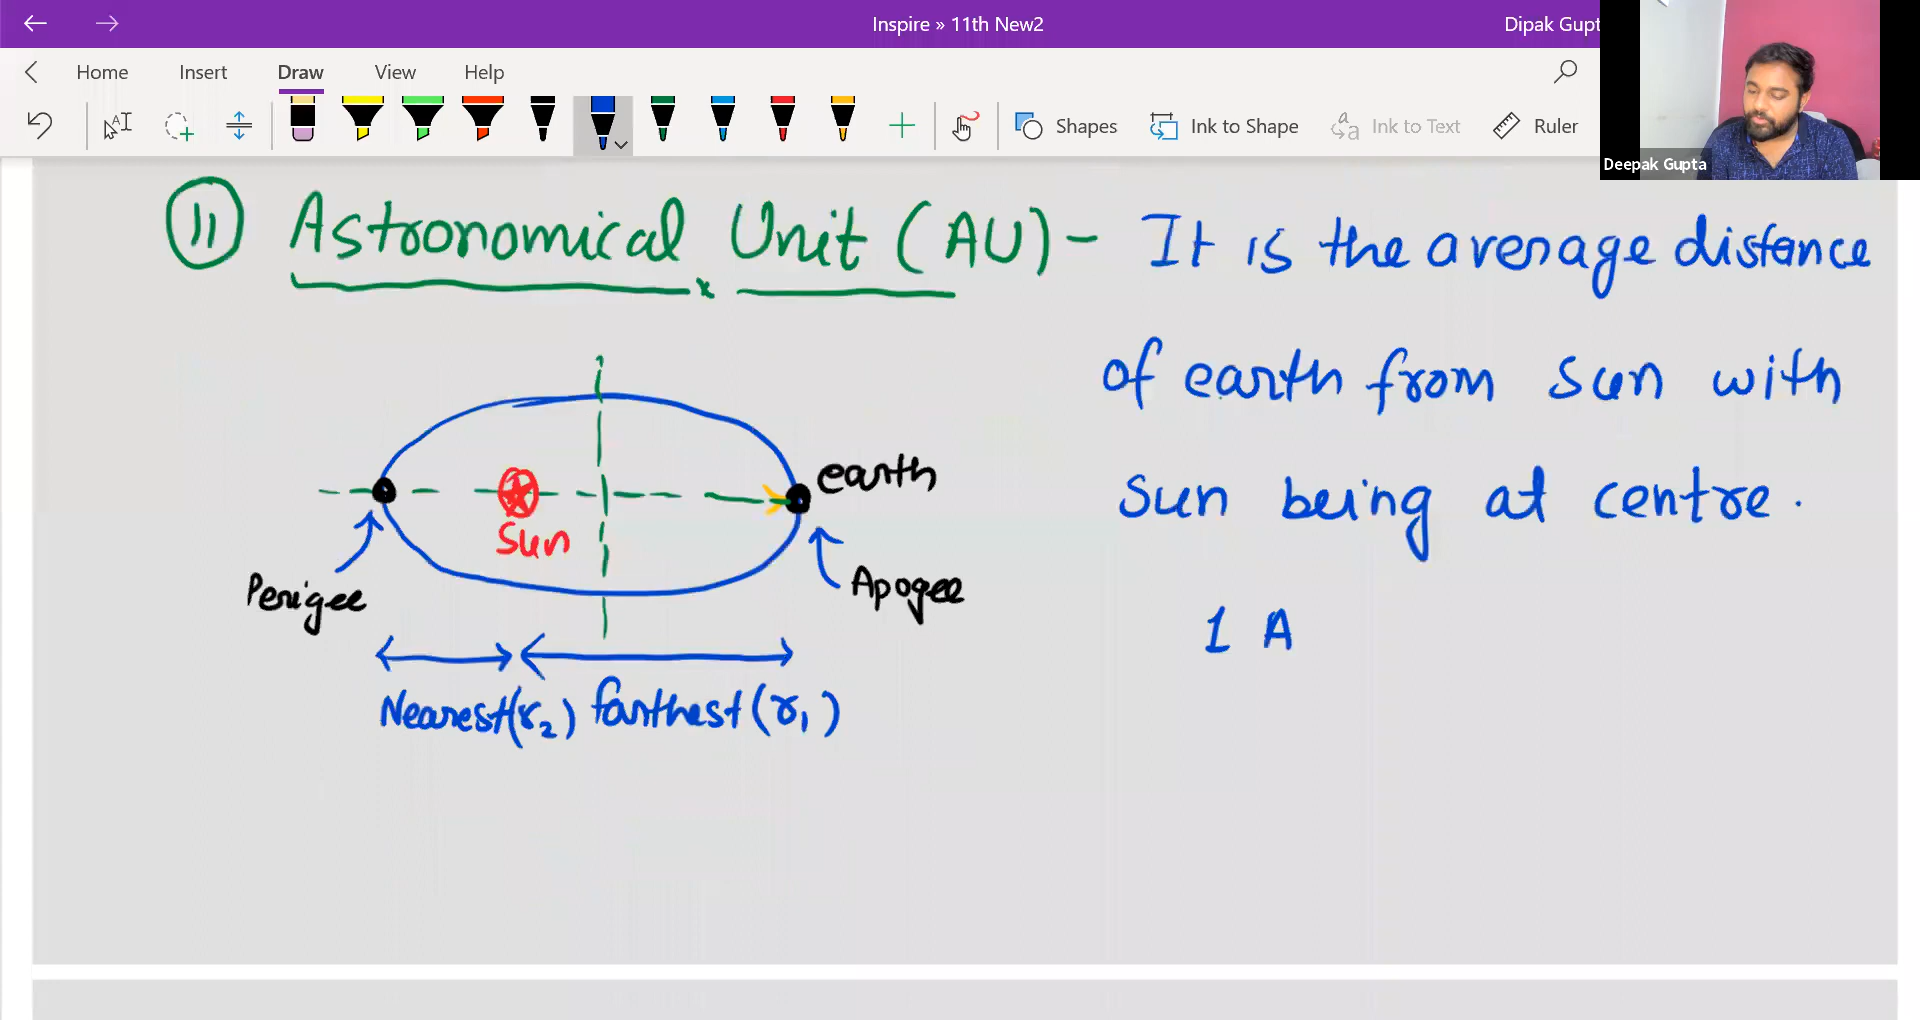 Inspire » 11th New2
Dipak Gupt
Home Insert Draw View Help
Shapes Ink to Shape Ink to Text Ruler
Deepak Gupta
11 Astronomical Unit (AU) - It is the average distance
of earth from sun with
sun being at centre.
earth
Sun
Perigee
Apogee
1 A
Nearest(r2) farthest(r1)